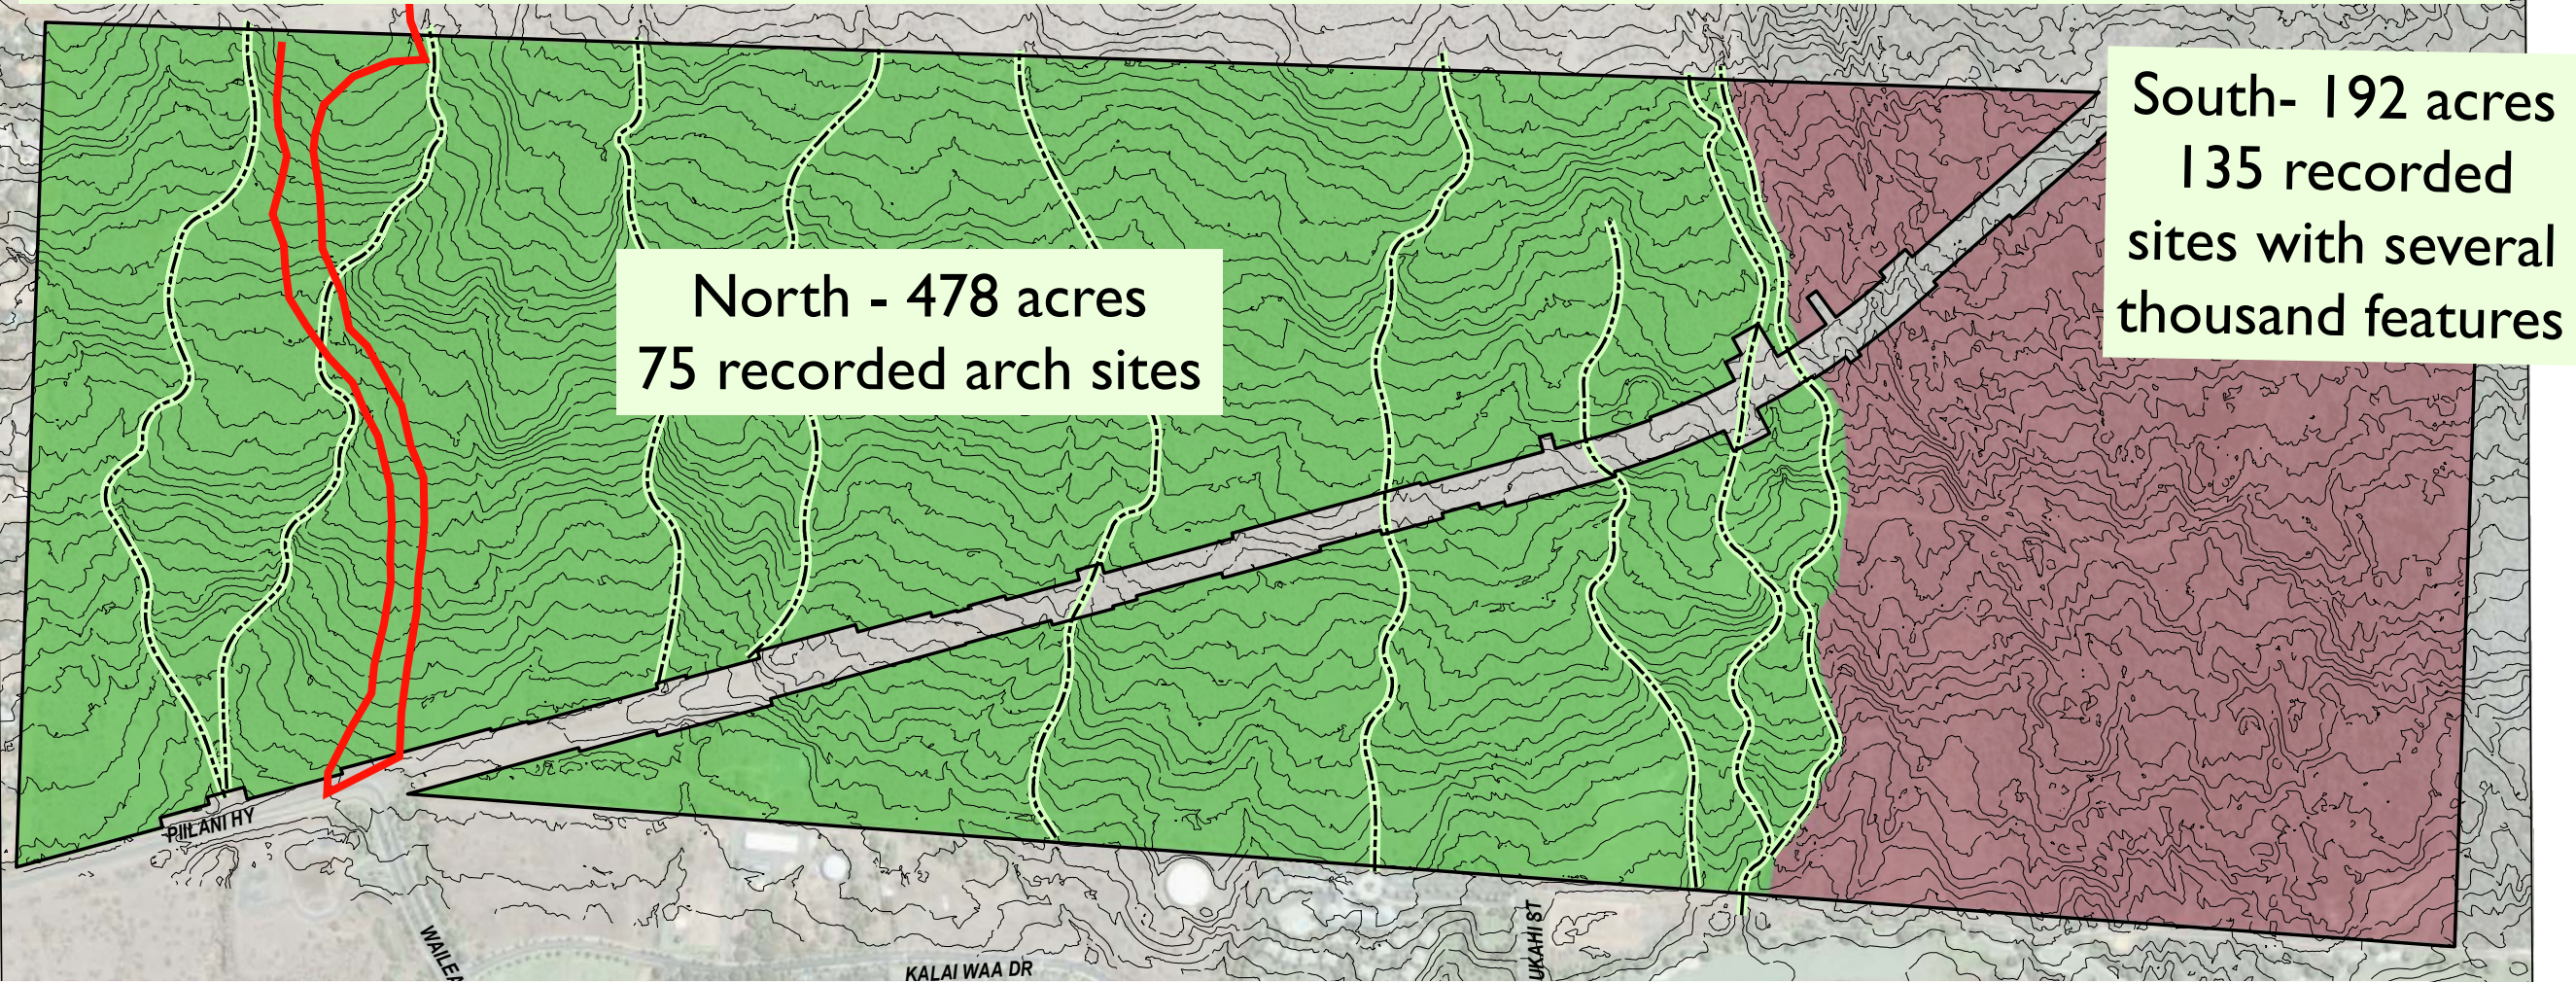 South- 192 acres
135 recorded
sites with several
thousand features
North - 478 acres
75 recorded arch sites
PIILANI HY
WAILEA
KALAI WAA DR
UKAHI ST